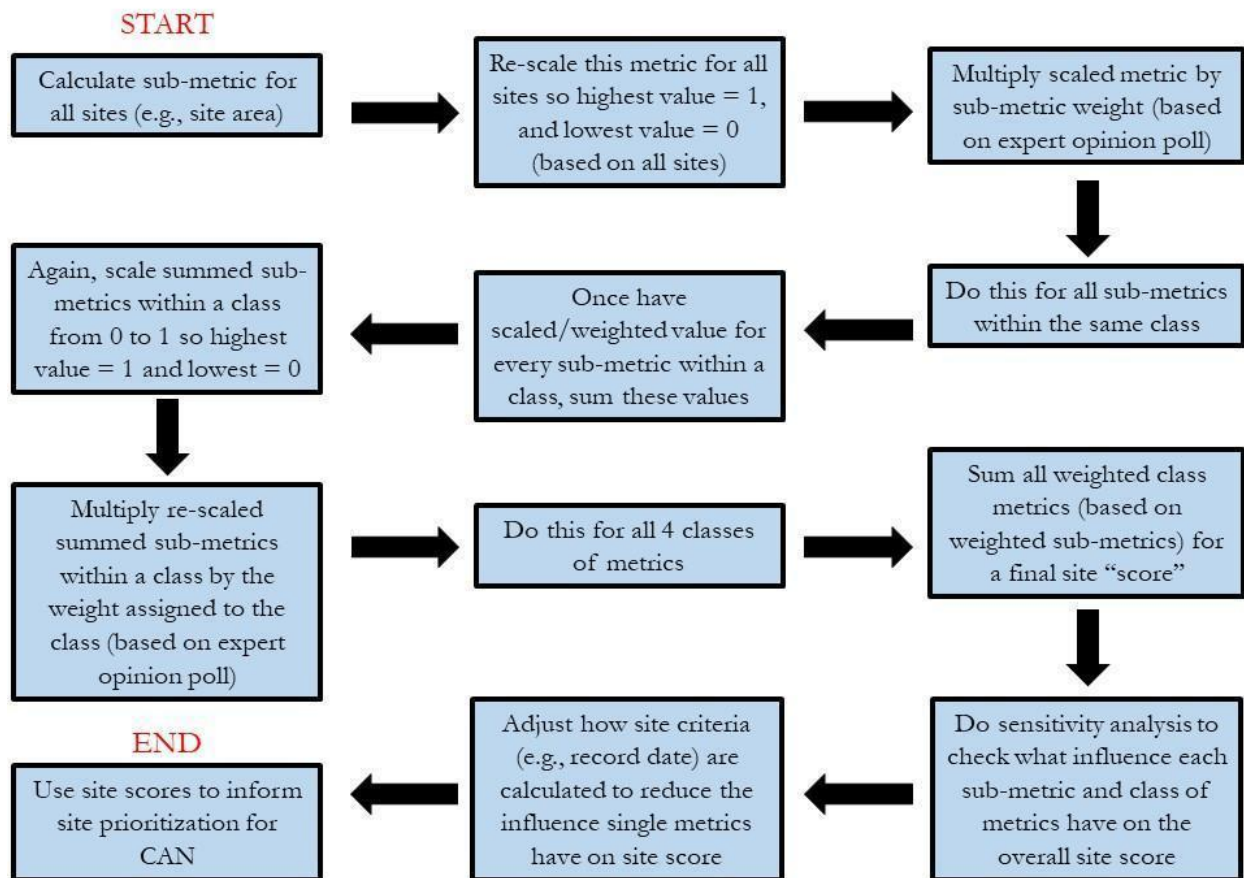 START
Calculate sub-metric for
all sites (e.g., site area)
Re-scale this metric for all
sites so highest value = 1,
and lowest value = 0
(based on all sites)
Multiply scaled metric by
sub-metric weight (based
on expert opinion poll)
Do this for all sub-metrics
within the same class
Once have
scaled/weighted value for
every sub-metric within a
class, sum these values
Again, scale summed sub-
metrics within a class
from 0 to 1 so highest
value = 1 and lowest = 0
Multiply re-scaled
summed sub-metrics
within a class by the
weight assigned to the
class (based on expert
opinion poll)
Do this for all 4 classes
of metrics
Sum all weighted class
metrics (based on
weighted sub-metrics) for
a final site “score”
Do sensitivity analysis to
check what influence each
sub-metric and class of
metrics have on the
overall site score
Adjust how site criteria
(e.g., record date) are
calculated to reduce the
influence single metrics
have on site score
END
Use site scores to inform
site prioritization for
CAN